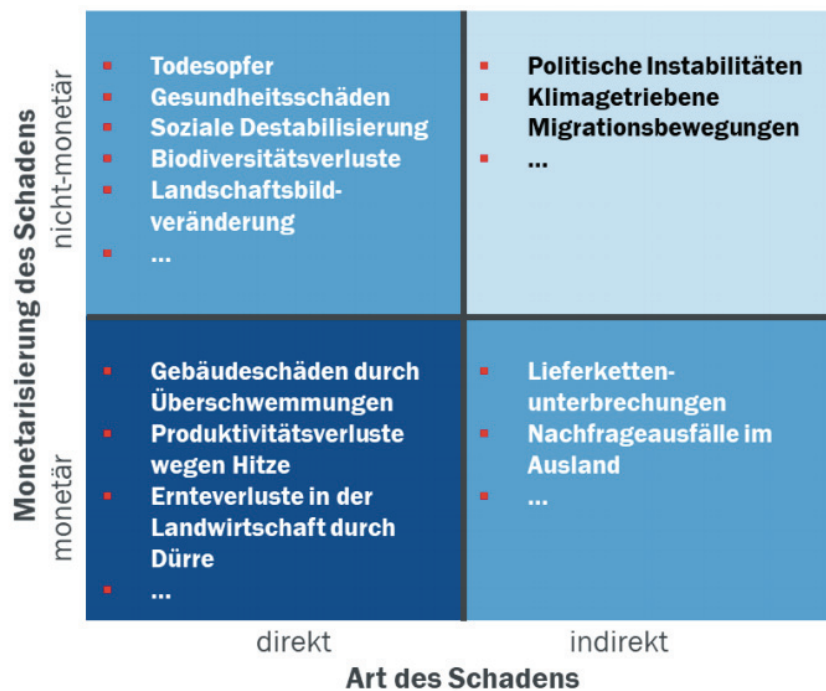 Monetarisierung des Schadens
nicht-monetär
Todesopfer
Gesundheitsschäden
Soziale Destabilisierung
Biodiversitätsverluste
Landschaftsbild-
veränderung
...
Politische Instabilitäten
Klimagetriebene
Migrationsbewegungen
...
monetär
Gebäudeschäden durch
Überschwemmungen
Produktivitätsverluste
wegen Hitze
Ernteverluste in der
Landwirtschaft durch
Dürre
...
Lieferketten-
unterbrechungen
Nachfrageausfälle im
Ausland
...
direkt
indirekt
Art des Schadens